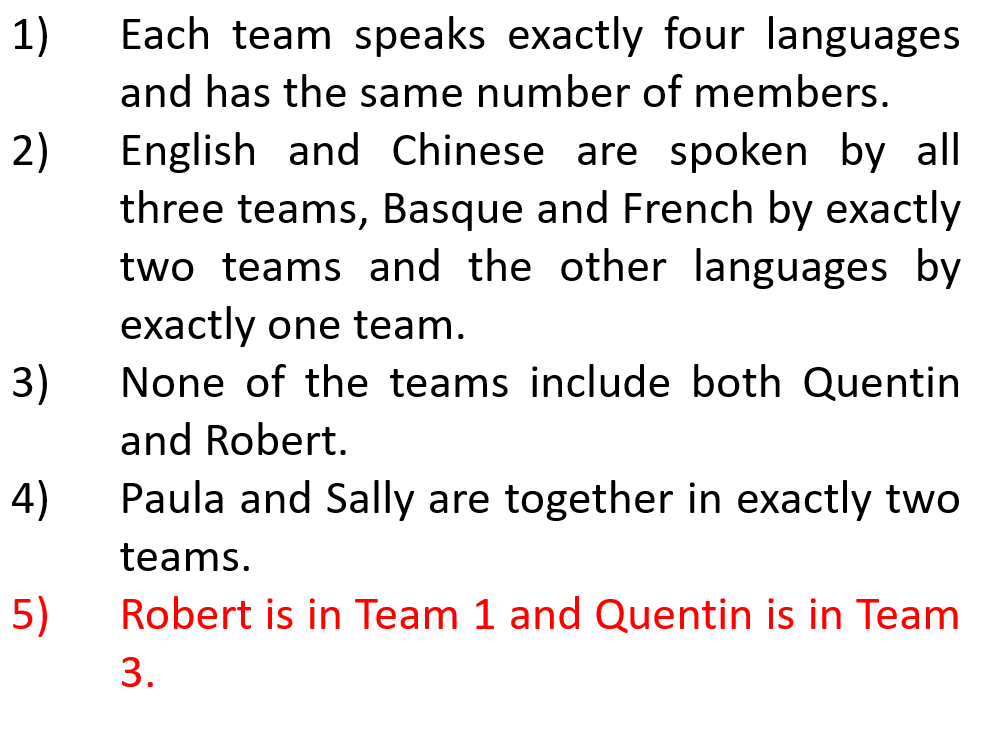 1) Each team speaks exactly four languages
and has the same number of members.
2) English and Chinese are spoken by all
three teams, Basque and French by exactly
two teams and the other languages by
exactly one team.
3) None of the teams include both Quentin
and Robert.
4) Paula and Sally are together in exactly two
teams.
5) Robert is in Team 1 and Quentin is in Team
3.